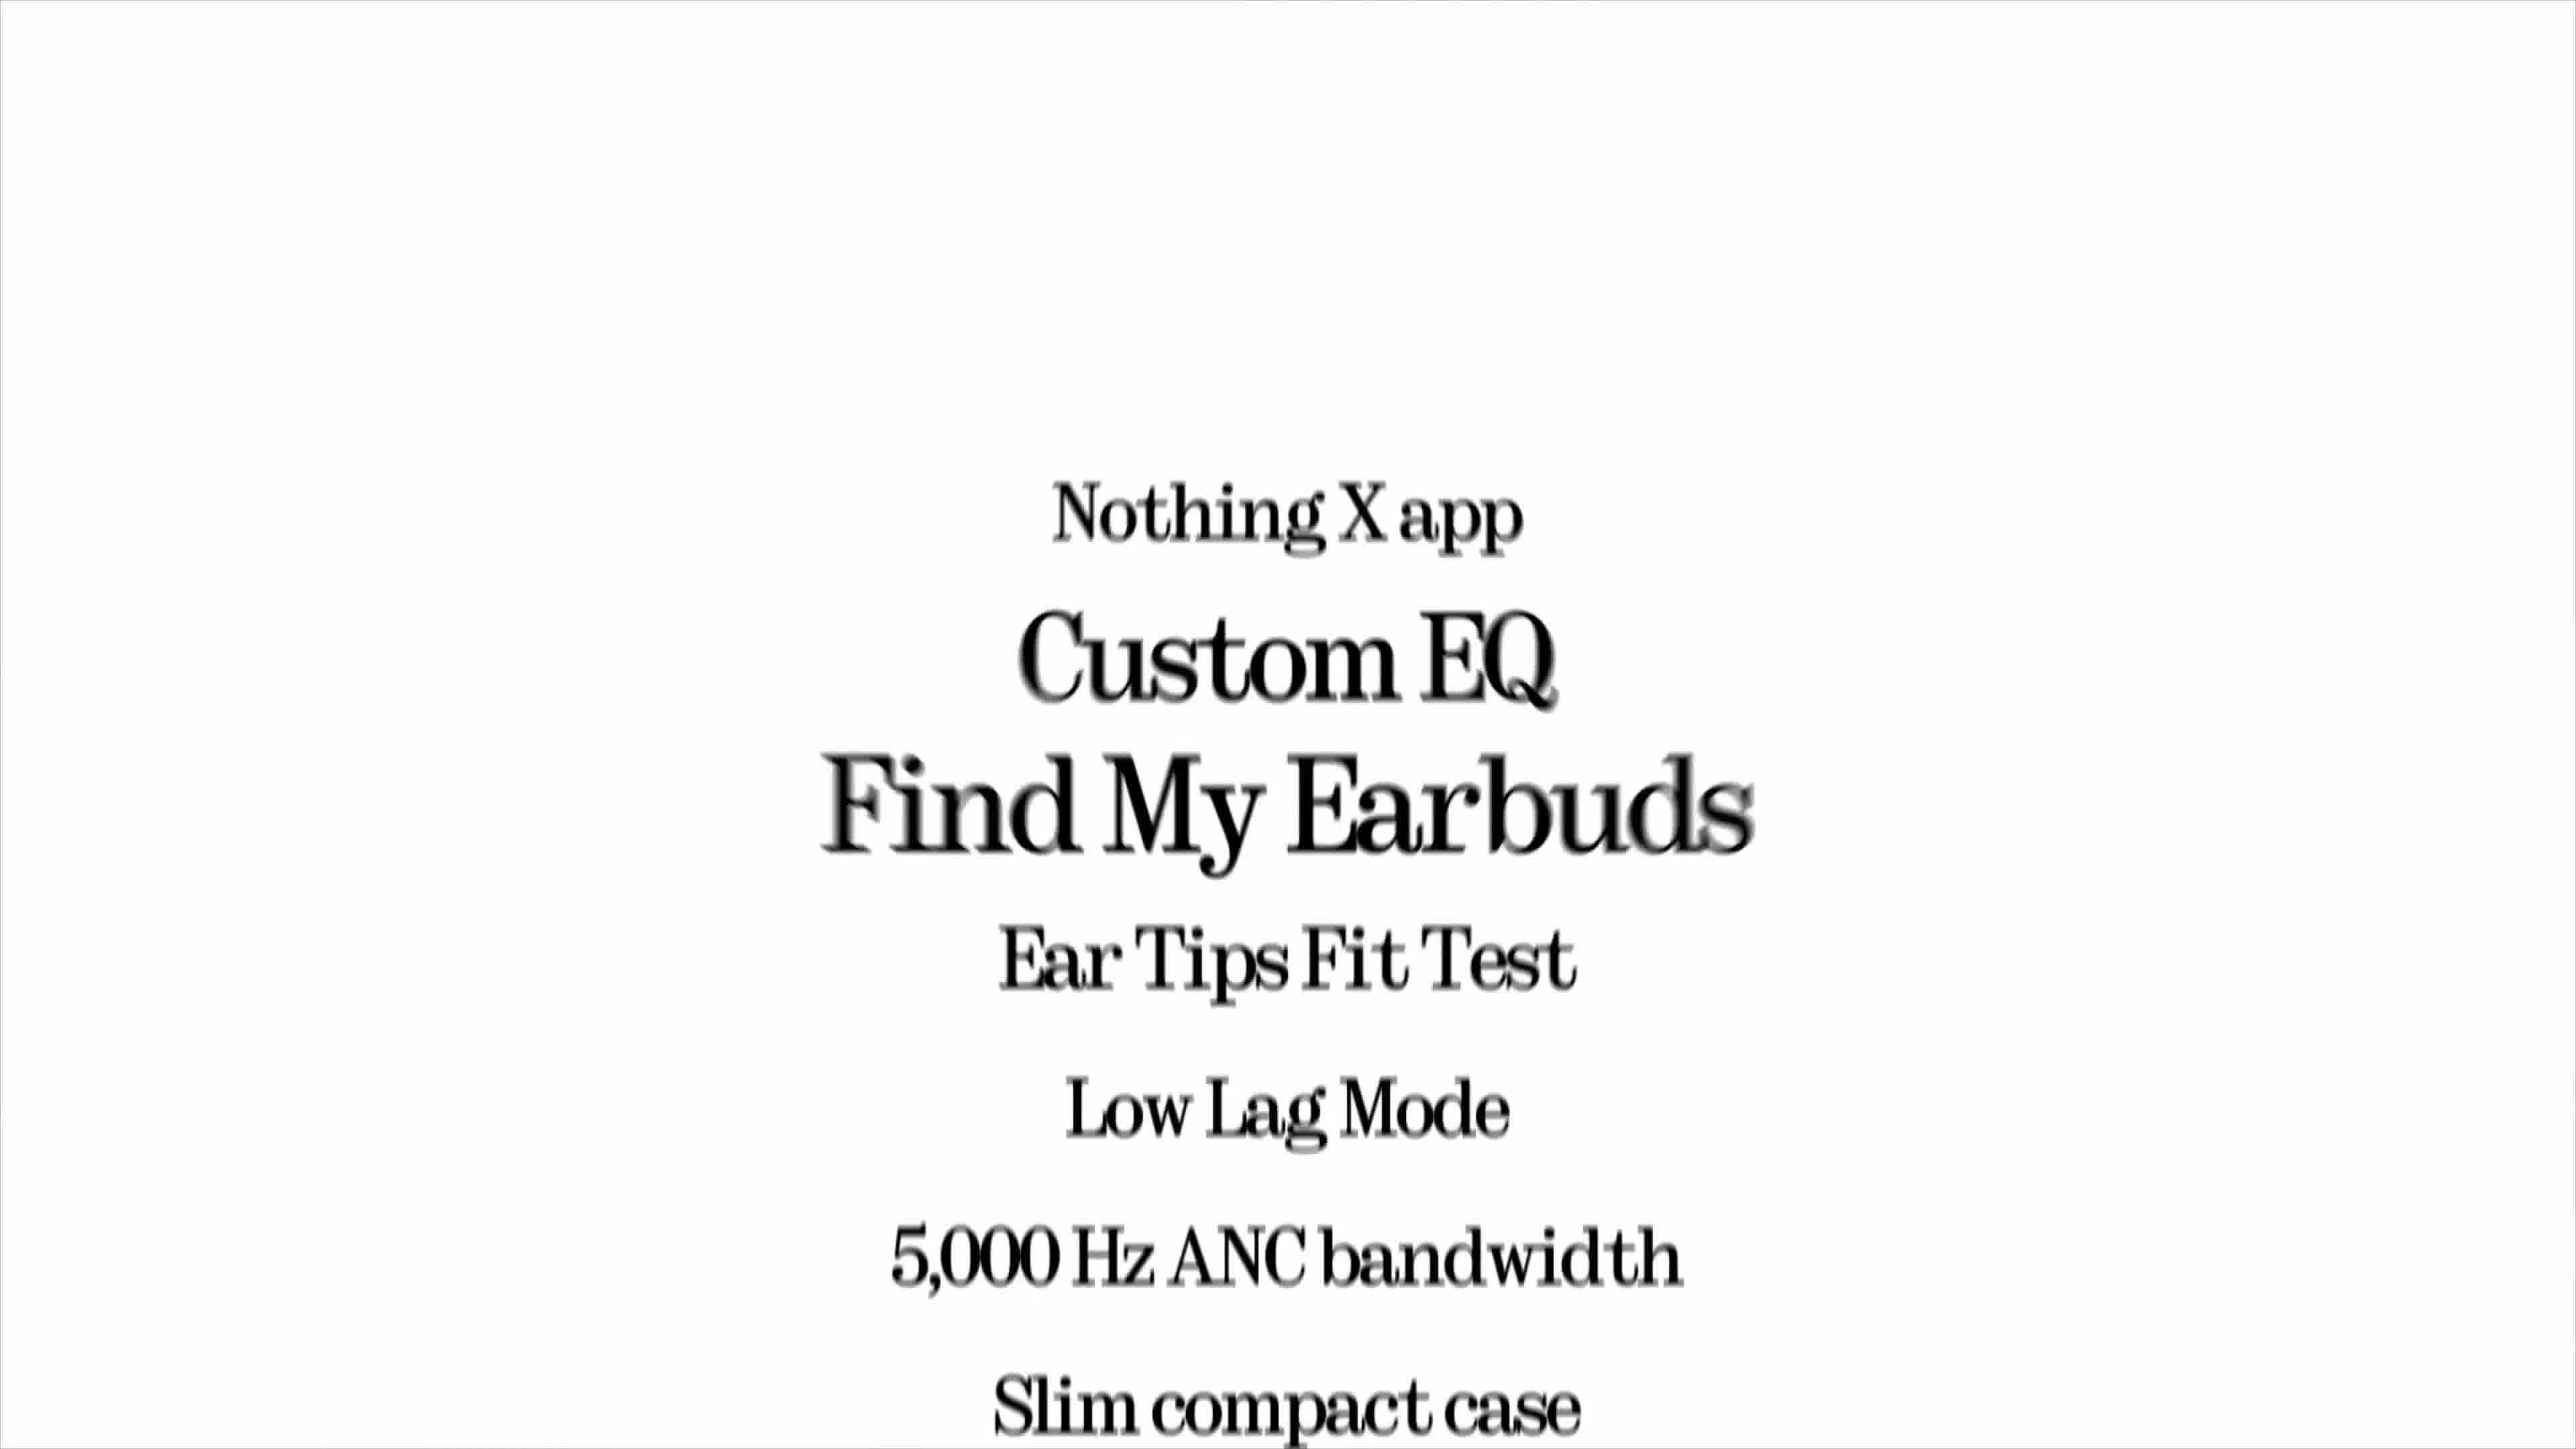 Nothing X app
Custom EQ
Find My Earbuds
Ear Tips Fit Test
Low Lag Mode
5,000 Hz ANC bandwidth
Slim compact case